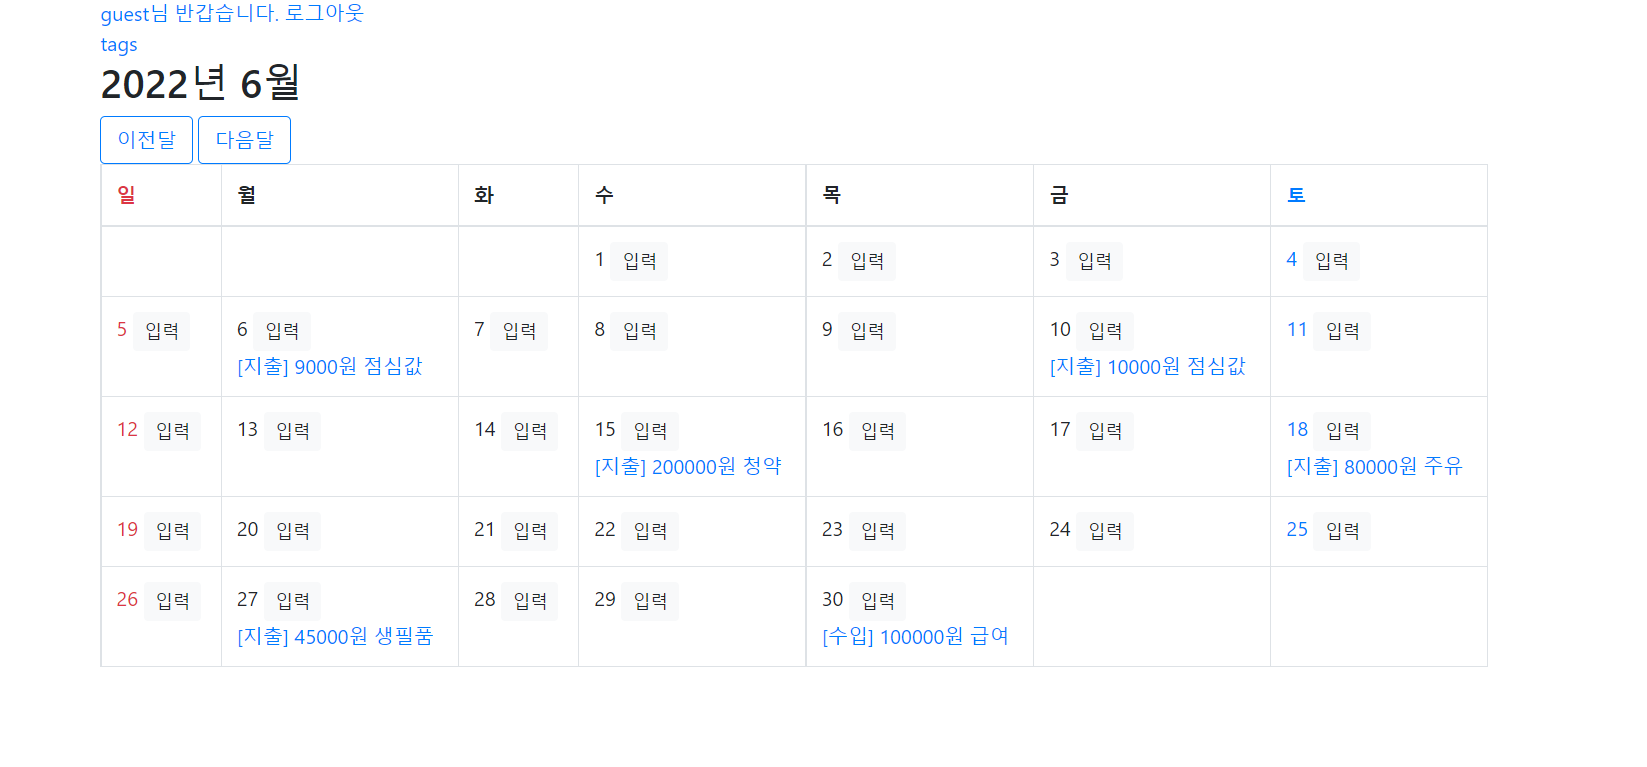 guest님 반갑습니다. 로그아웃
tags
2022년 6월
이전달 다음달
일 월 화 수 목 금 토
1 입력 2 입력 3 입력 4 입력
5 입력 6 입력 7 입력 8 입력 9 입력 10 입력 11 입력
[지출] 9000원 점심값 [지출] 10000원 점심값
12 입력 13 입력 14 입력 15 입력 16 입력 17 입력 18 입력
[지출] 200000원 청약 [지출] 80000원 주유
19 입력 20 입력 21 입력 22 입력 23 입력 24 입력 25 입력
26 입력 27 입력 28 입력 29 입력 30 입력
[지출] 45000원 생필품 [수입] 100000원 급여